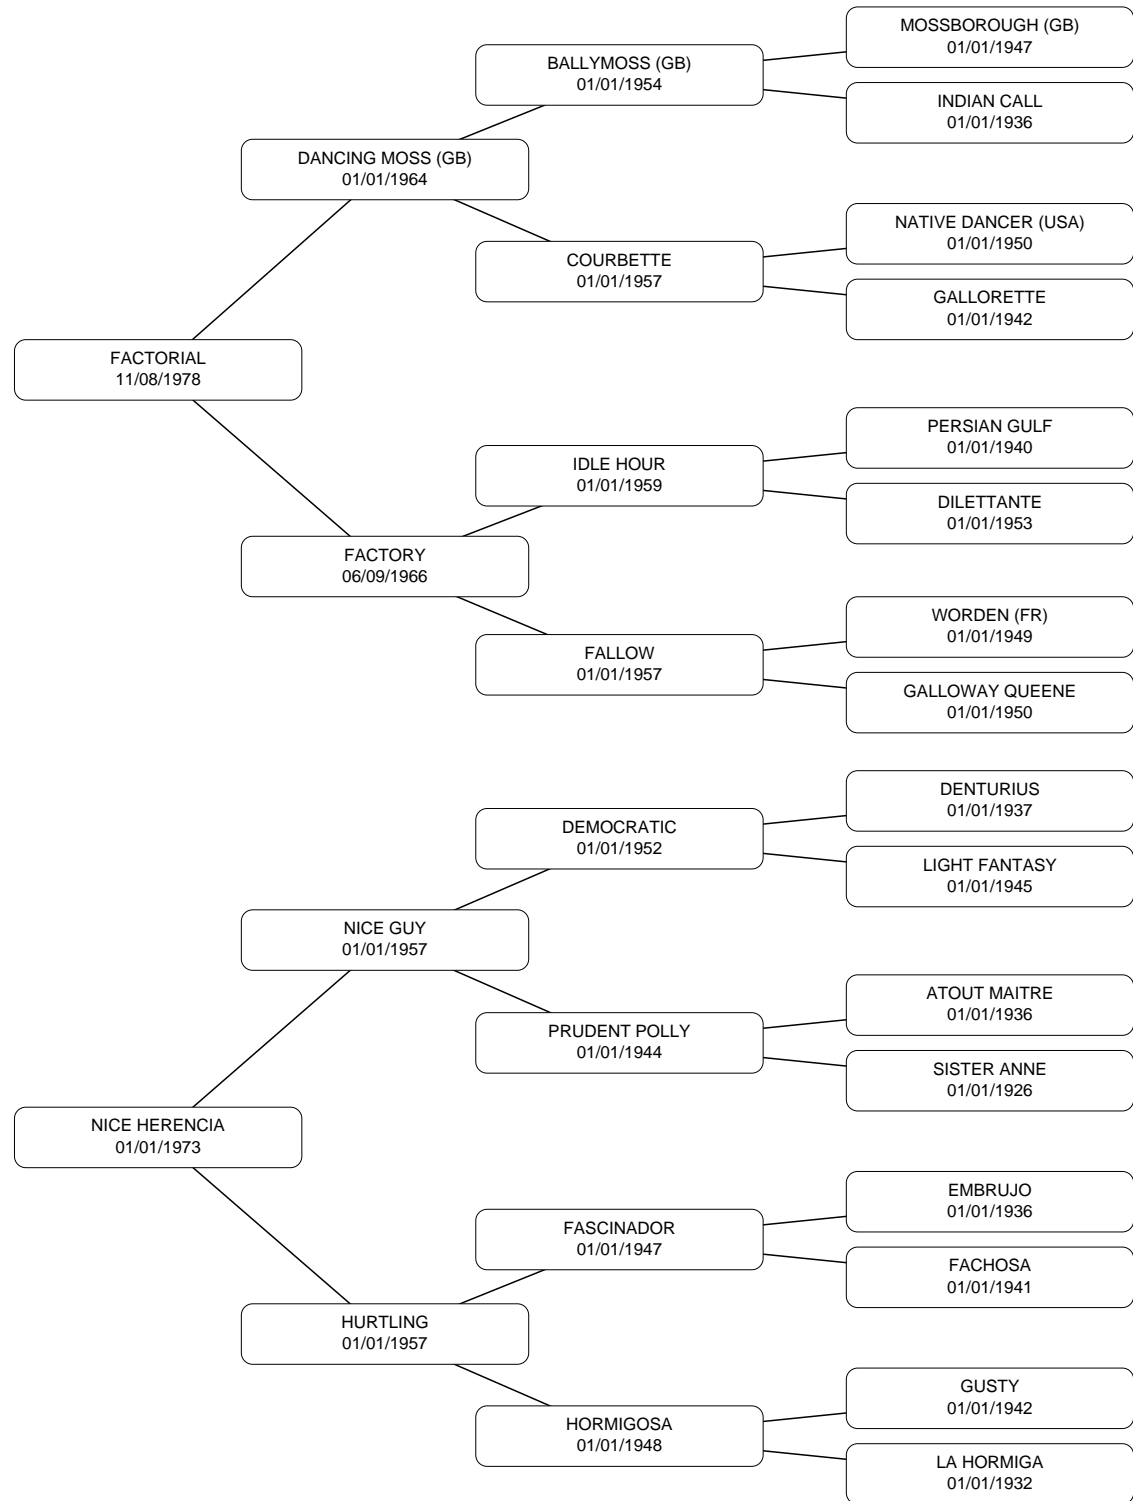 MOSSBOROUGH (GB)
01/01/1947
BALLYMOSS (GB)
01/01/1954
INDIAN CALL
01/01/1936
DANCING MOSS (GB)
01/01/1964
NATIVE DANCER (USA)
01/01/1950
COURBETTE
01/01/1957
GALLORETTE
01/01/1942
FACTORIAL
11/08/1978
PERSIAN GULF
01/01/1940
IDLE HOUR
01/01/1959
DILETTANTE
01/01/1953
FACTORY
06/09/1966
WORDEN (FR)
01/01/1949
FALLOW
01/01/1957
GALLOWAY QUEENE
01/01/1950
DENTURIUS
01/01/1937
DEMOCRATIC
01/01/1952
LIGHT FANTASY
01/01/1945
NICE GUY
01/01/1957
ATOUT MAITRE
01/01/1936
PRUDENT POLLY
01/01/1944
SISTER ANNE
01/01/1926
NICE HERENCIA
01/01/1973
EMBRUJO
01/01/1936
FASCINADOR
01/01/1947
FACHOSA
01/01/1941
HURTLING
01/01/1957
GUSTY
01/01/1942
HORMIGOSA
01/01/1948
LA HORMIGA
01/01/1932